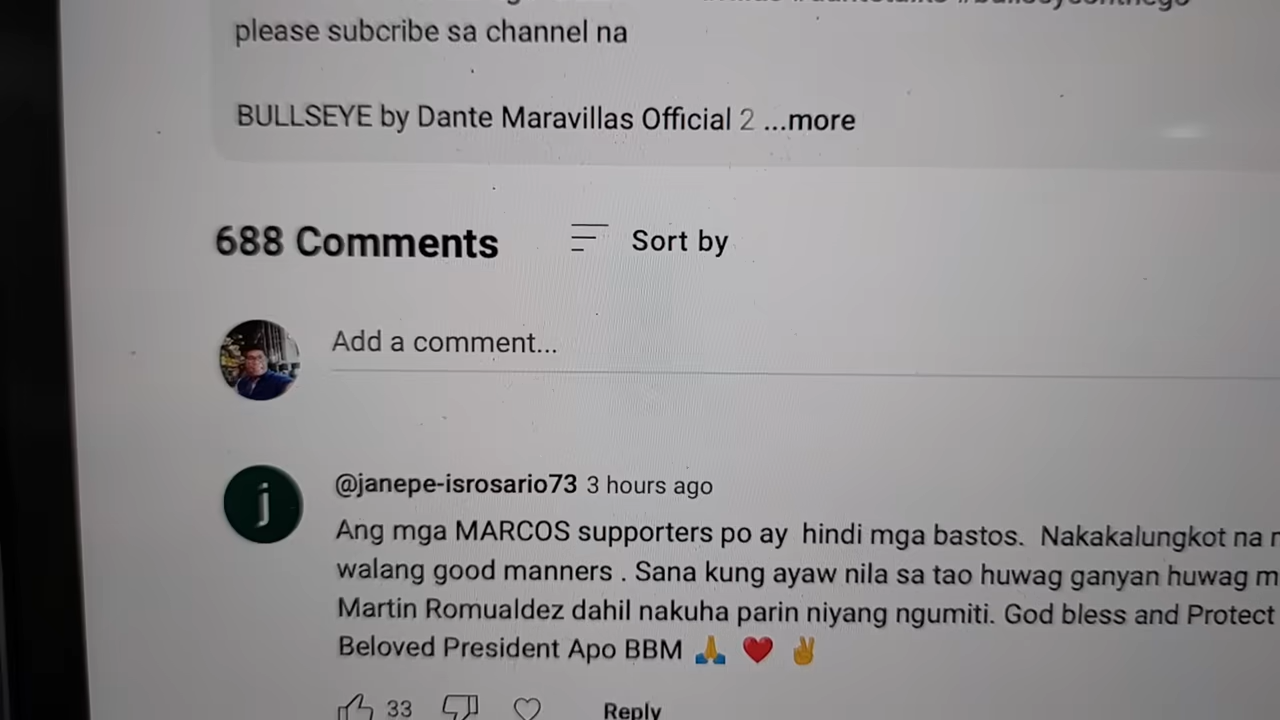 please subcribe sa channel na
BULLSEYE by Dante Maravillas Official 2 ...more
688 Comments
Sort by
Add a comment...
j
@janepe-isrosario73 3 hours ago
Ang mga MARCOS supporters po ay hindi mga bastos. Nakakalungkot na
walang good manners . Sana kung ayaw nila sa tao huwag ganyan huwag
Martin Romualdez dahil nakuha parin niyang ngumiti. God bless and Protect
Beloved President Apo BBM 🙏 ❤️ ✌️
33
Reply